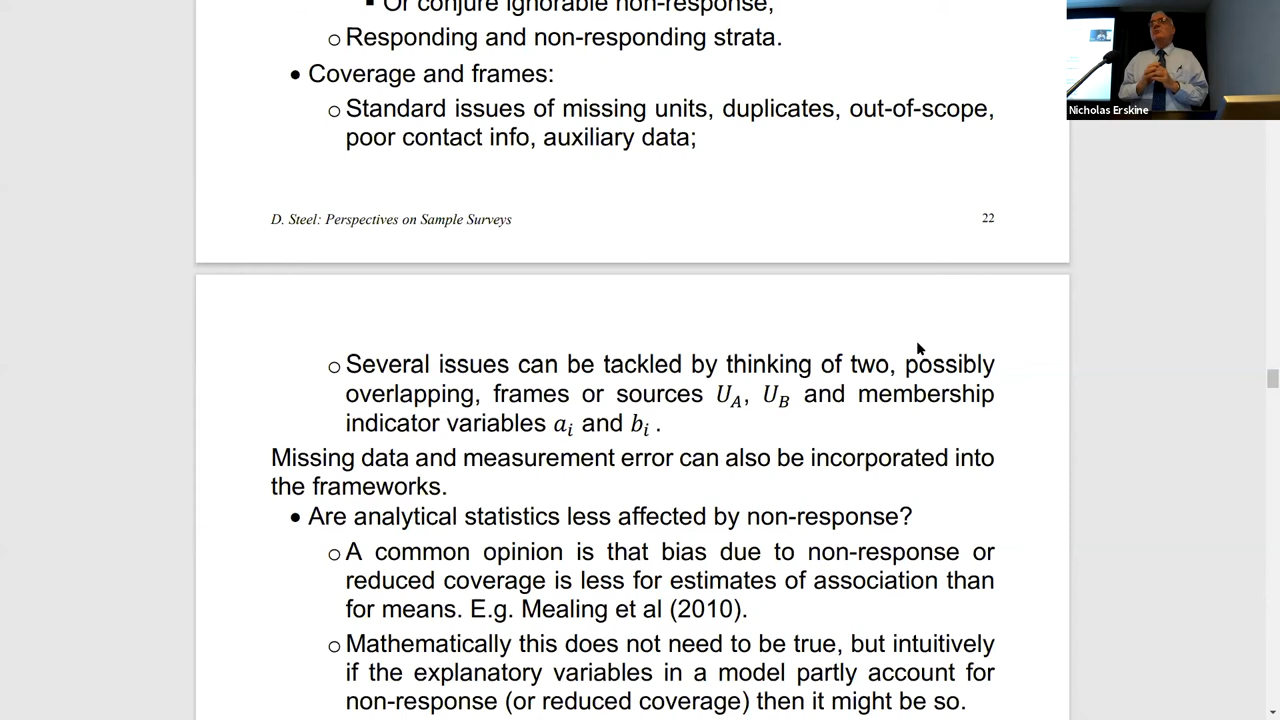 ▪ Or conjure ignorable non-response,
o Responding and non-responding strata.
• Coverage and frames:
o Standard issues of missing units, duplicates, out-of-scope,
poor contact info, auxiliary data;
D. Steel: Perspectives on Sample Surveys
22
o Several issues can be tackled by thinking of two, possibly
overlapping, frames or sources U_A, U_B and membership
indicator variables a_i and b_i .
Missing data and measurement error can also be incorporated into
the frameworks.
• Are analytical statistics less affected by non-response?
o A common opinion is that bias due to non-response or
reduced coverage is less for estimates of association than
for means. E.g. Mealing et al (2010).
o Mathematically this does not need to be true, but intuitively
if the explanatory variables in a model partly account for
non-response (or reduced coverage) then it might be so.
Nicholas Erskine